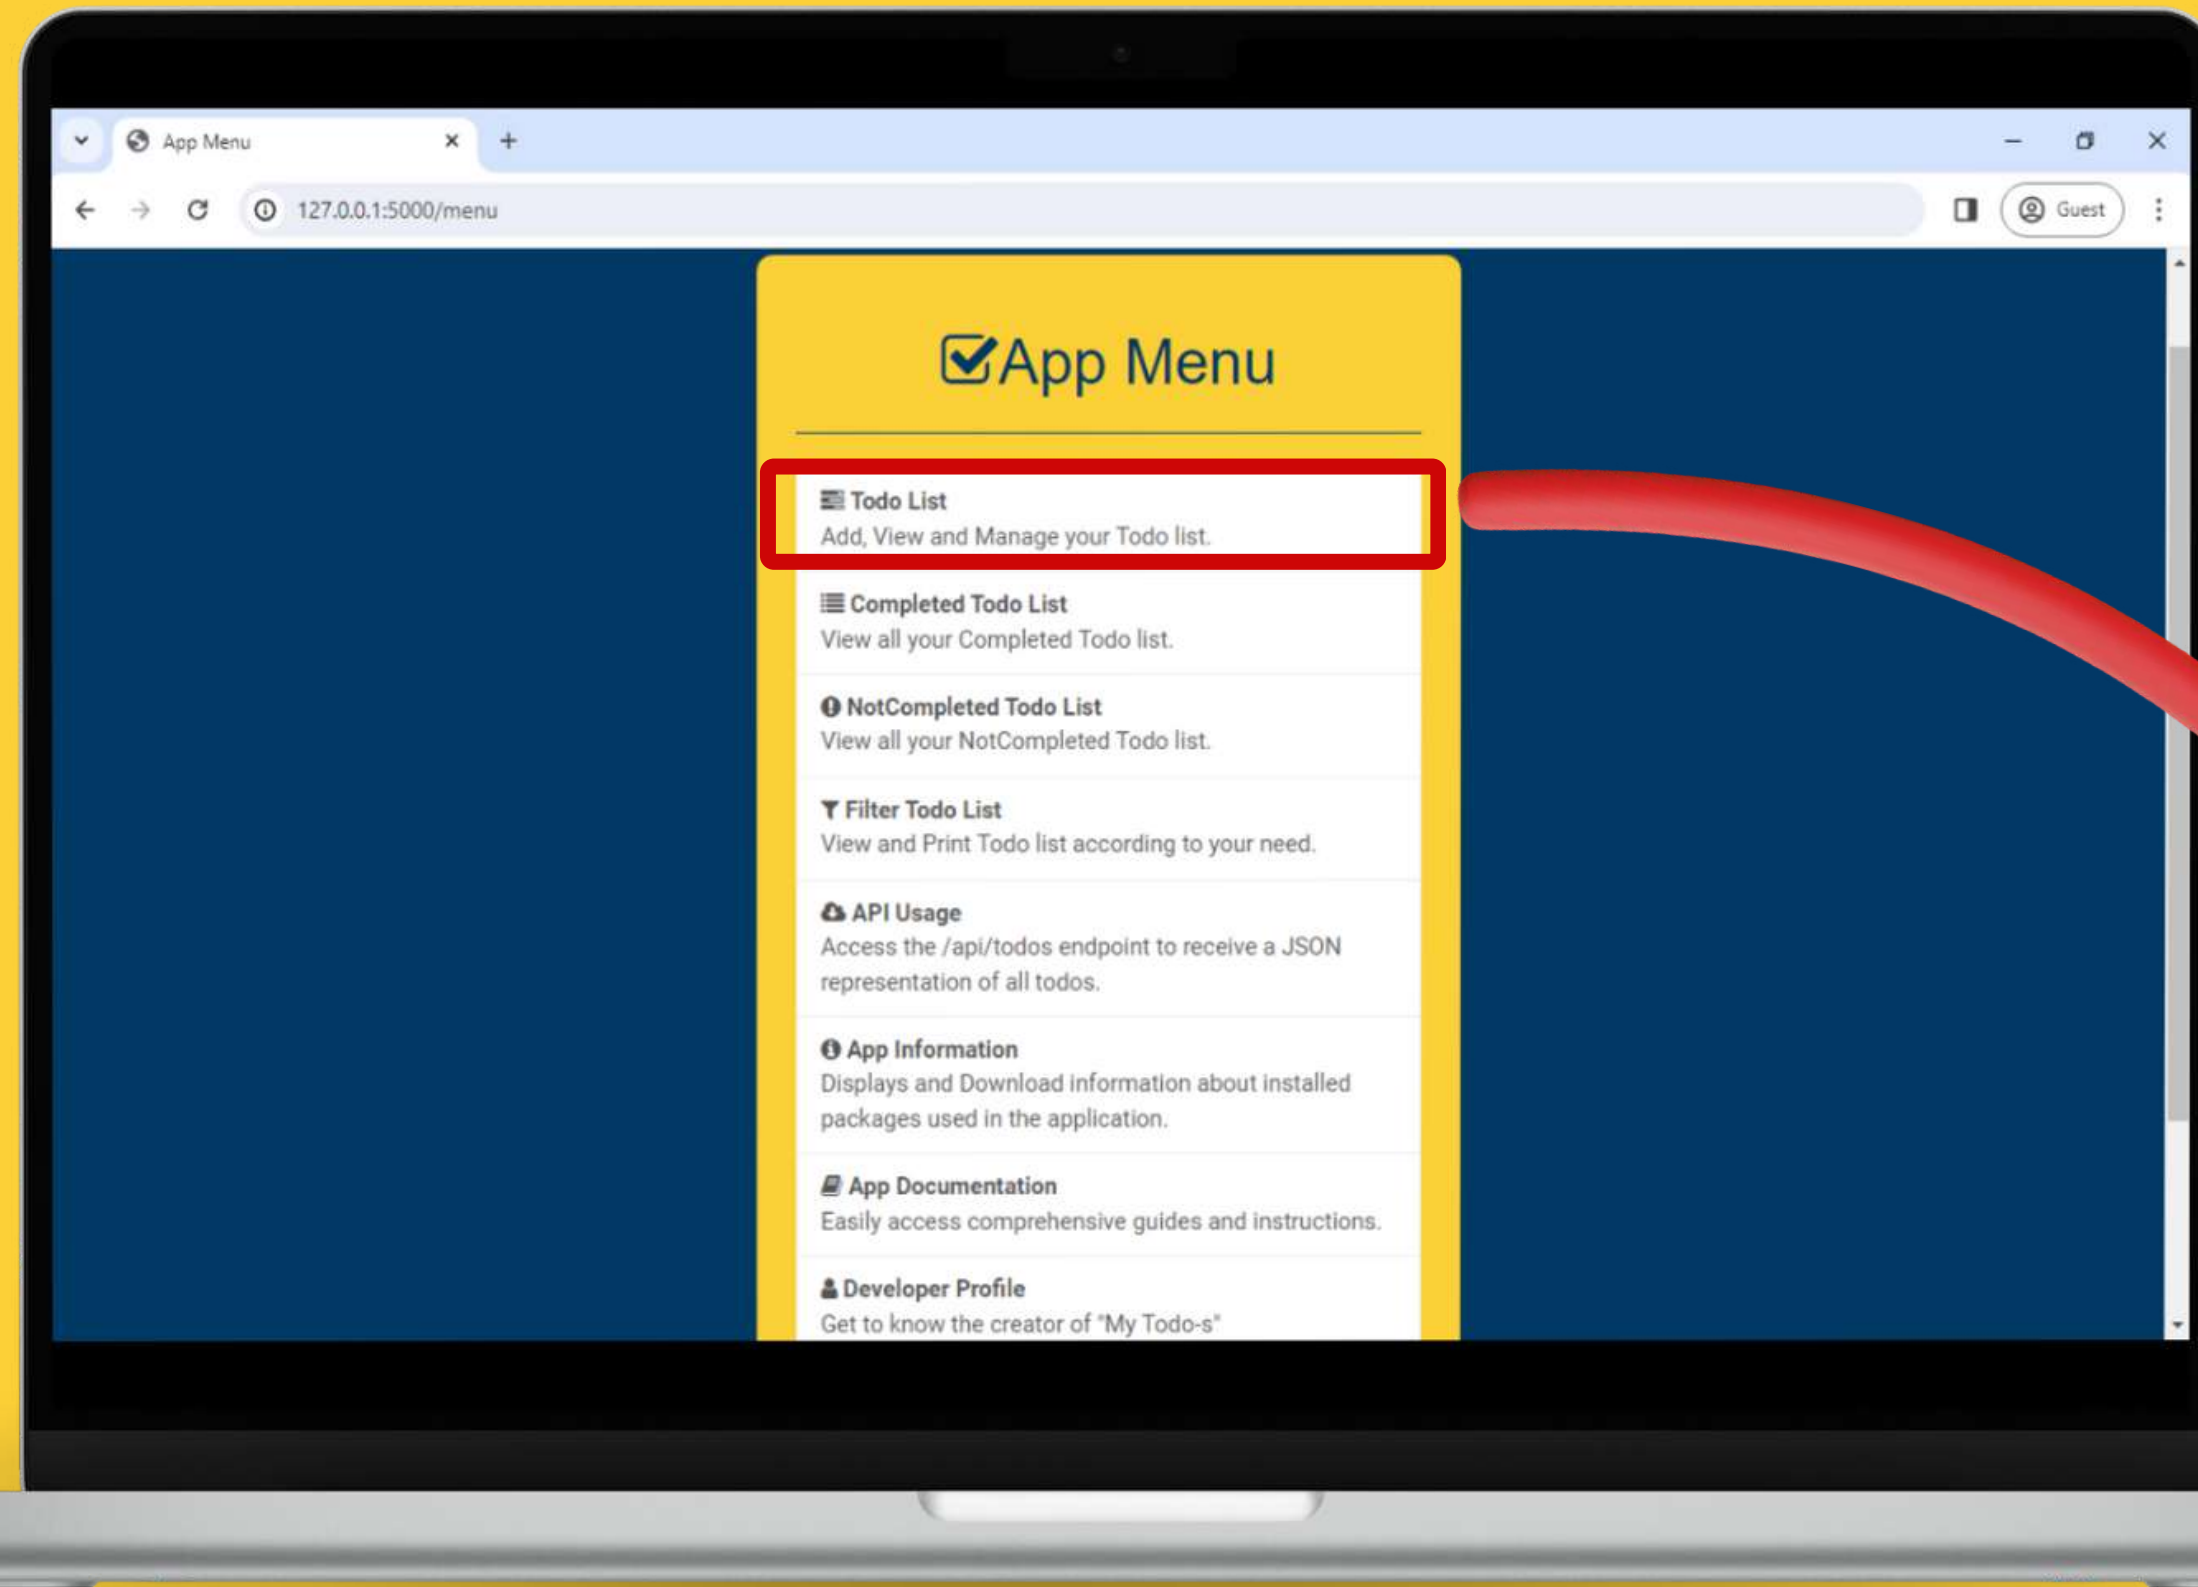 App Menu
127.0.0.1:5000/menu
Guest
App Menu
Todo List
Add, View and Manage your Todo list.
Completed Todo List
View all your Completed Todo list.
NotCompleted Todo List
View all your NotCompleted Todo list.
Filter Todo List
View and Print Todo list according to your need.
API Usage
Access the /api/todos endpoint to receive a JSON
representation of all todos.
App Information
Displays and Download information about installed
packages used in the application.
App Documentation
Easily access comprehensive guides and instructions.
Developer Profile
Get to know the creator of "My Todo-s"